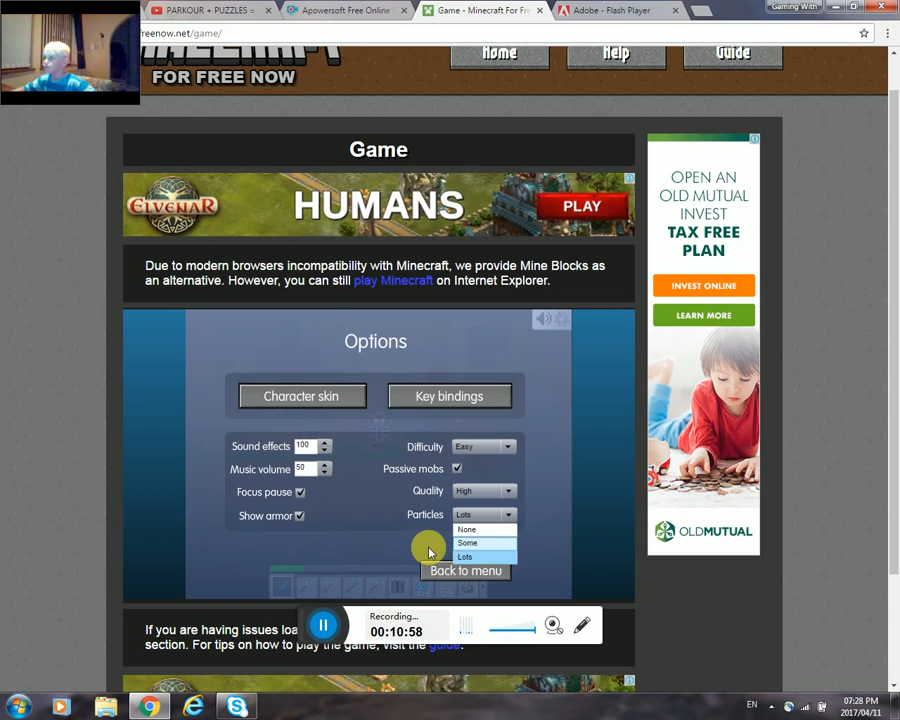 PARKOUR + PUZZLES =
Apowersoft Free Online
Game - Minecraft For Fre
Adobe - Flash Player
Gaming With
freenow.net/game/
FOR FREE NOW
Home
Help
Guide
Game
ELVENAR
HUMANS
PLAY
Due to modern browsers incompatibility with Minecraft, we provide Mine Blocks as
an alternative. However, you can still play Minecraft on Internet Explorer.
OPEN AN
OLD MUTUAL
INVEST
TAX FREE
PLAN
INVEST ONLINE
LEARN MORE
OLDMUTUAL
Options
Character skin
Key bindings
Sound effects 100
Music volume 50
Focus pause
Show armor
Difficulty Easy
Passive mobs
Quality High
Particles Lots
None
Some
Lots
Back to menu
Recording...
00:10:58
If you are having issues loa
section. For tips on how to play the game, visit the guide.
EN
07:28 PM
2017/04/11